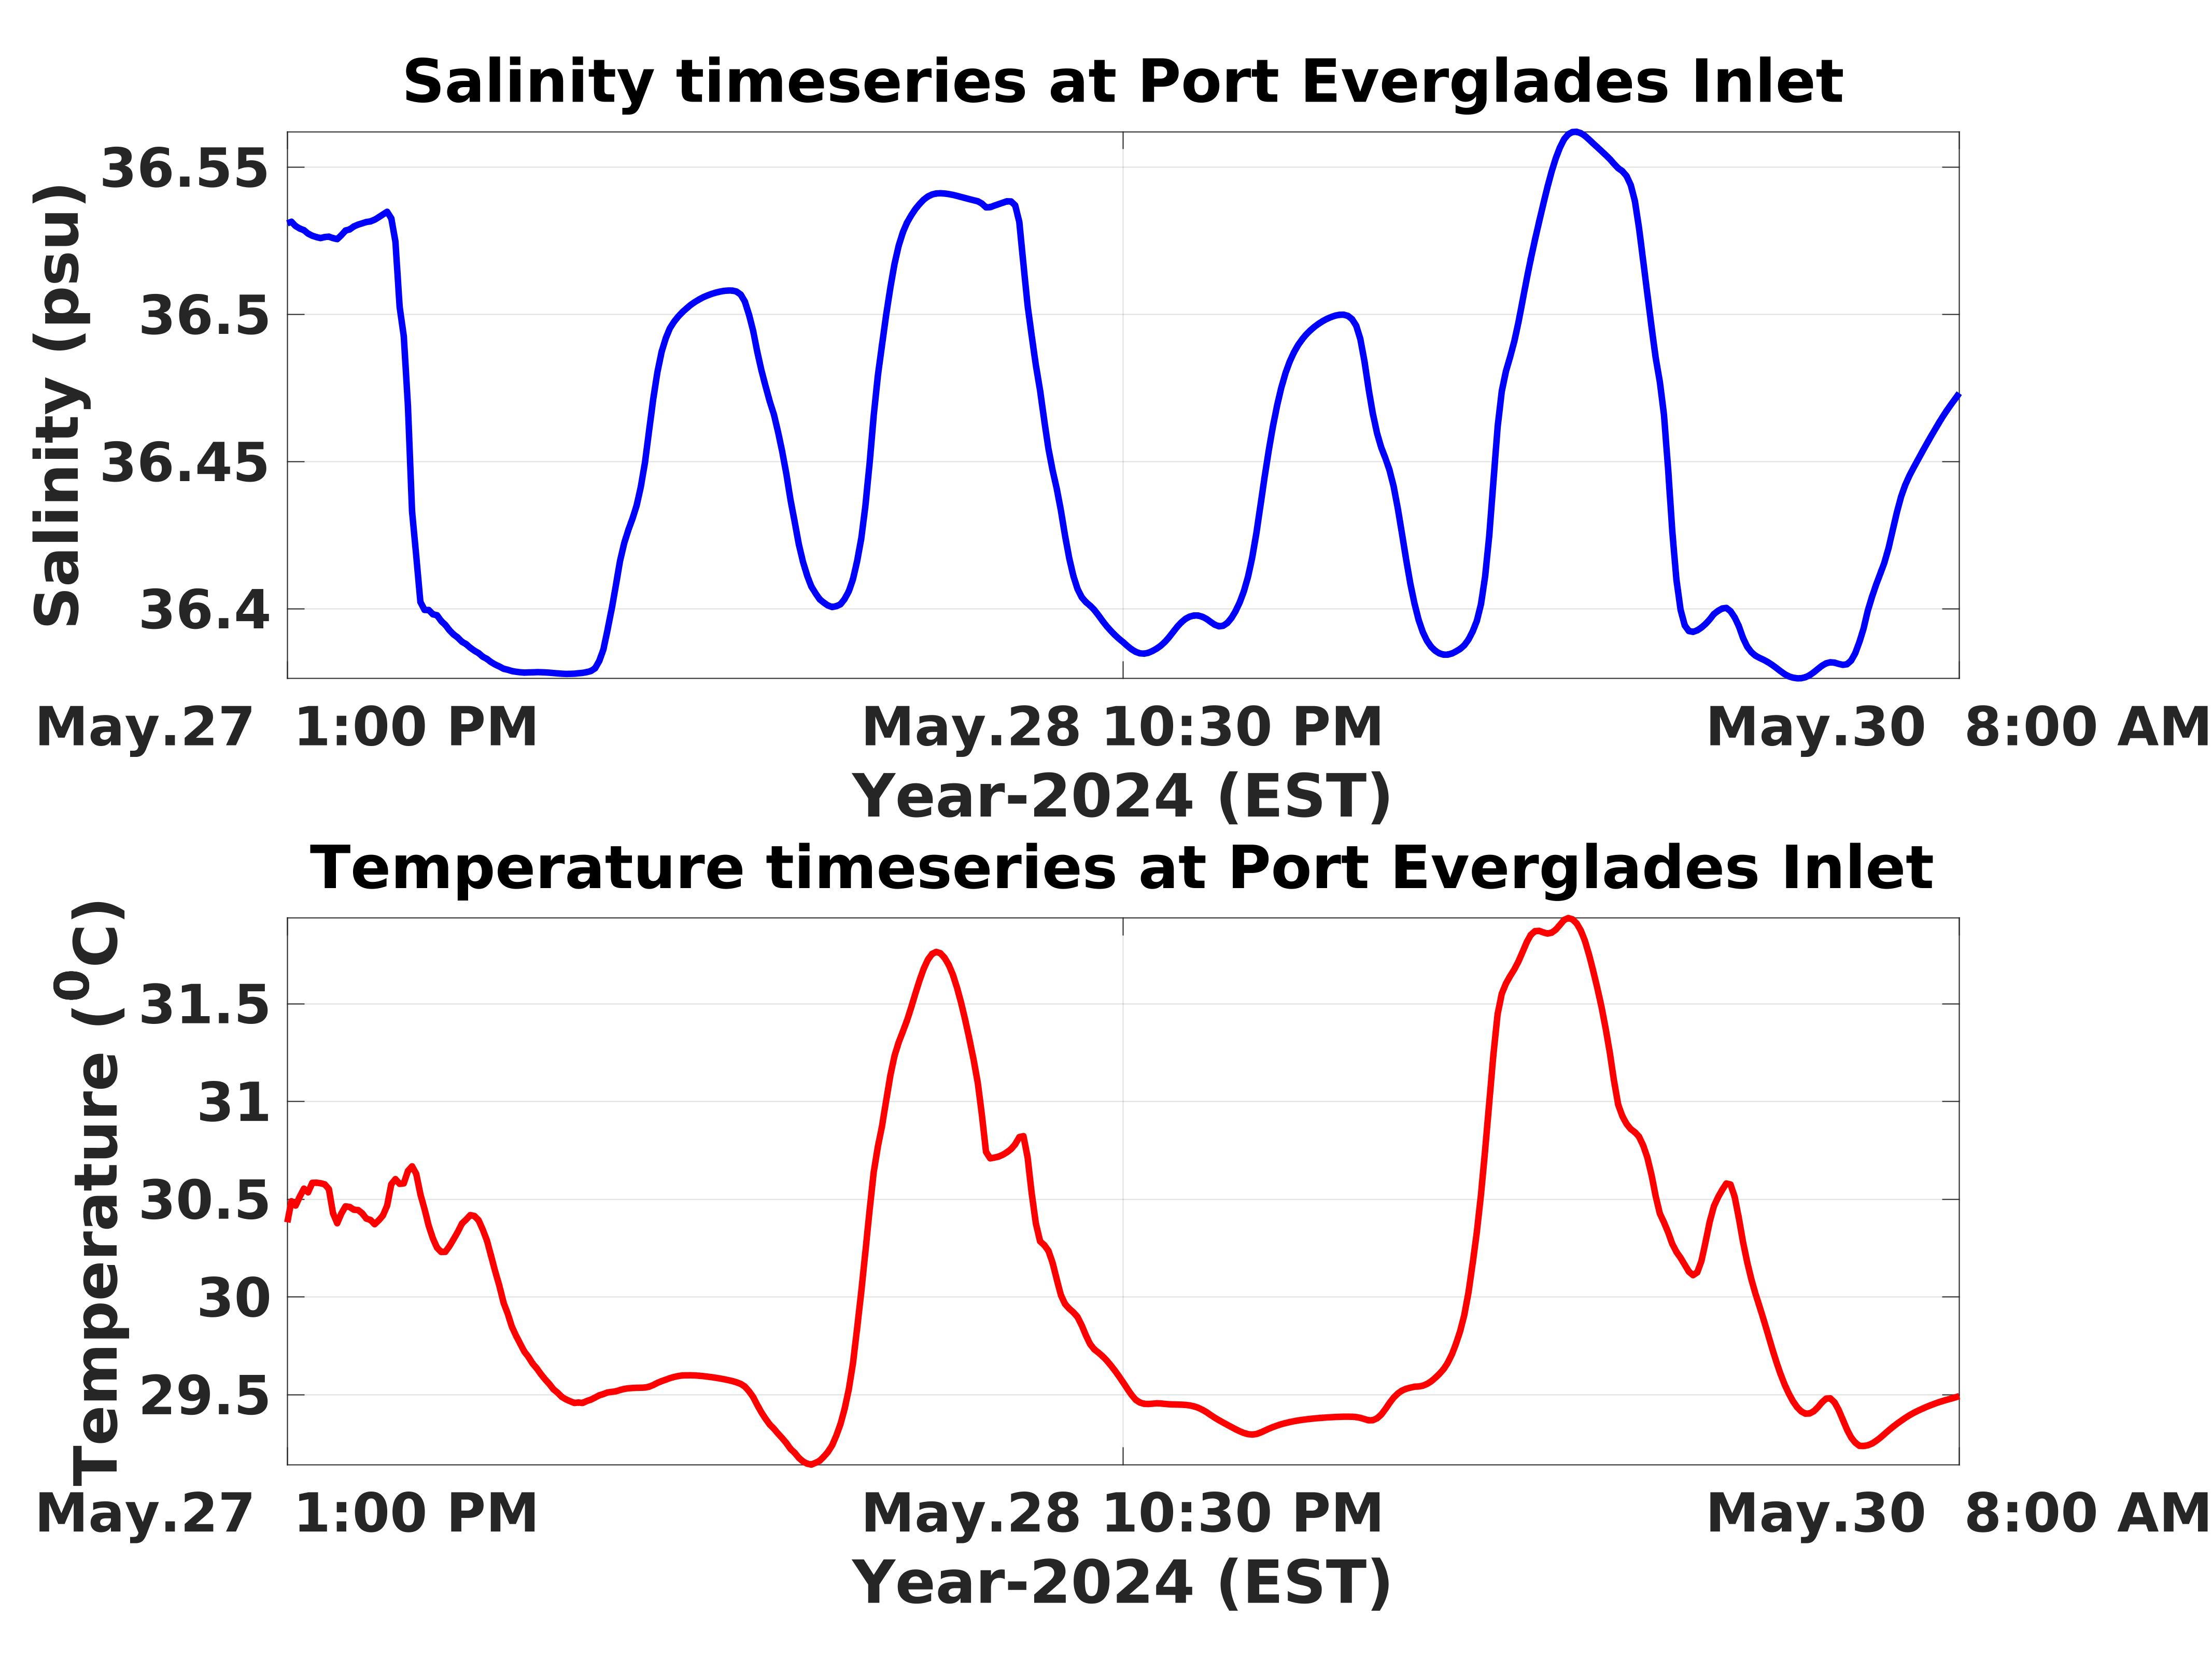 Salinity timeseries at Port Everglades Inlet
Salinity (psu)
36.55
36.5
36.45
36.4
May.27  1:00 PM
May.28 10:30 PM
May.30  8:00 AM
Year-2024 (EST)
Temperature timeseries at Port Everglades Inlet
Temperature (⁰C)
31.5
31
30.5
30
29.5
May.27  1:00 PM
May.28 10:30 PM
May.30  8:00 AM
Year-2024 (EST)